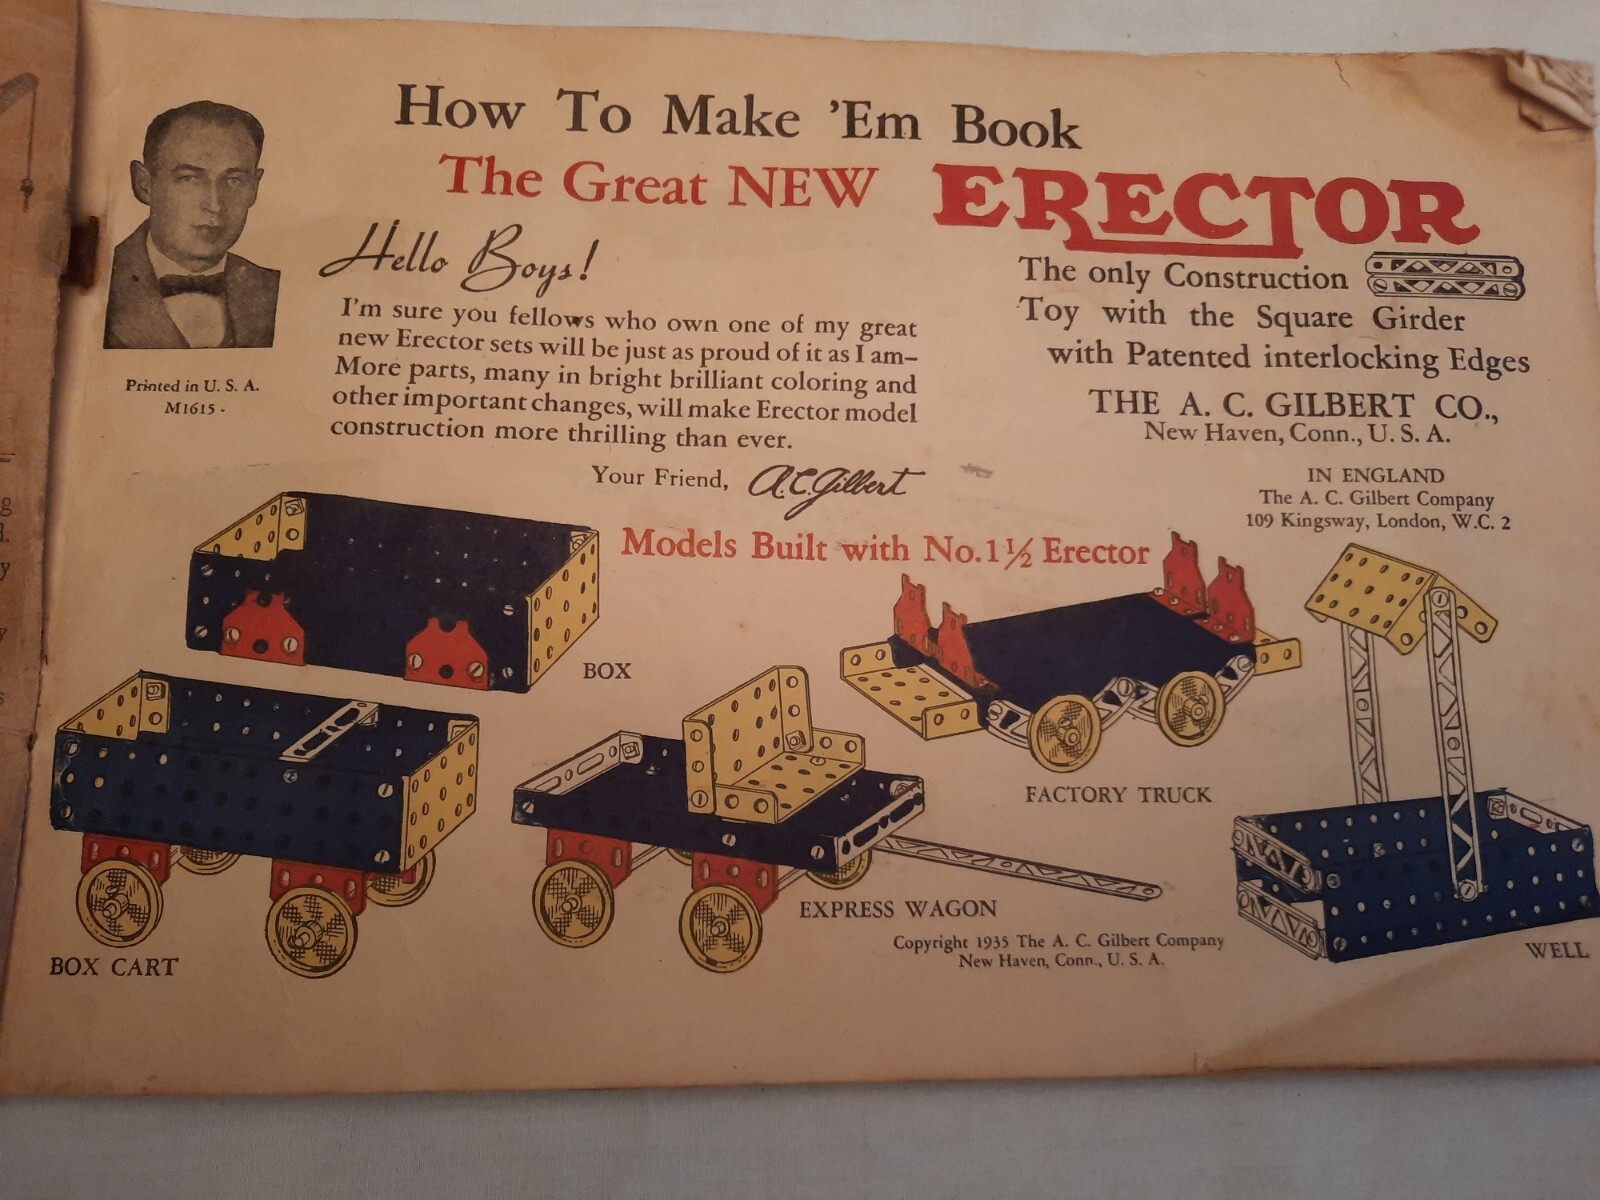 How To Make 'Em Book
The Great NEW ERECTOR
Hello Boys!
I'm sure you fellows who own one of my great
new Erector sets will be just as proud of it as I am—
More parts, many in bright brilliant coloring and
other important changes, will make Erector model
construction more thrilling than ever.
Your Friend, A.C. Gilbert
Printed in U. S. A.
M1615 -
The only Construction
Toy with the Square Girder
with Patented interlocking Edges
THE A. C. GILBERT CO.,
New Haven, Conn., U. S. A.
IN ENGLAND
The A. C. Gilbert Company
109 Kingsway, London, W.C. 2
Models Built with No. 1½ Erector
BOX
FACTORY TRUCK
EXPRESS WAGON
BOX CART
WELL
Copyright 1935 The A. C. Gilbert Company
New Haven, Conn., U. S. A.